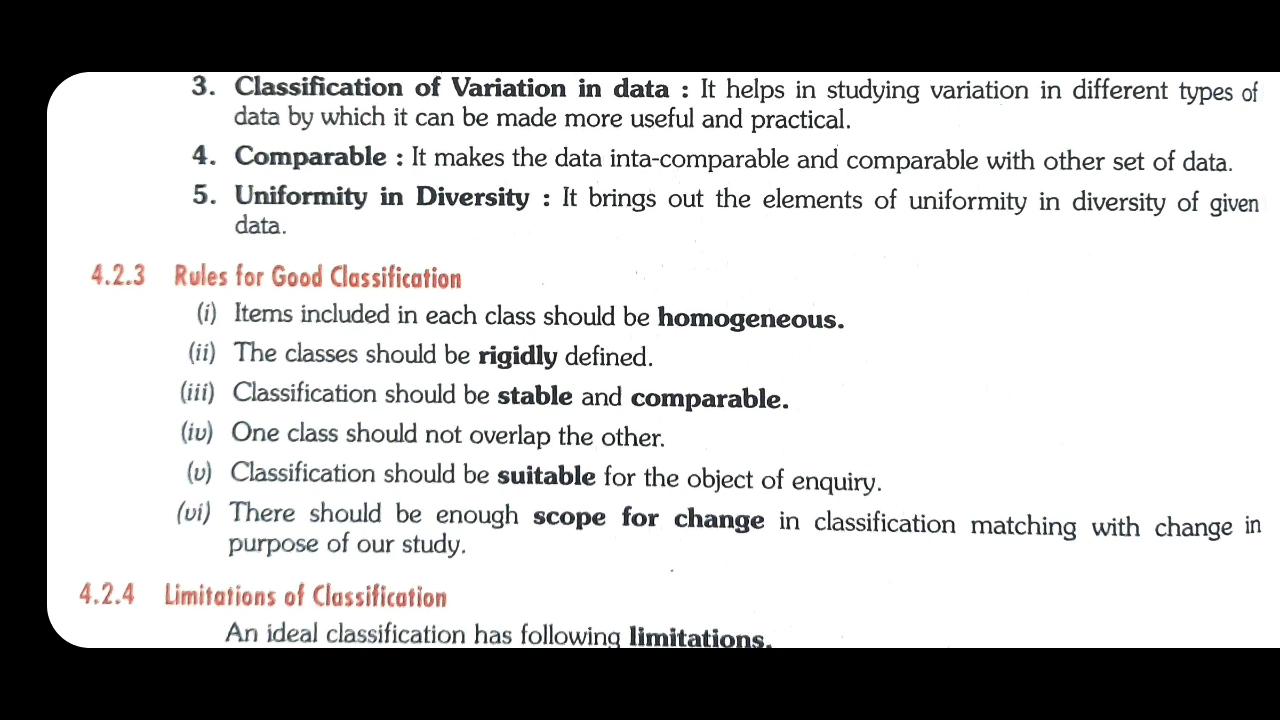 3. Classification of Variation in data : It helps in studying variation in different types of
data by which it can be made more useful and practical.
4. Comparable : It makes the data inta-comparable and comparable with other set of data.
5. Uniformity in Diversity : It brings out the elements of uniformity in diversity of given
data.
4.2.3 Rules for Good Classification
(i) Items included in each class should be homogeneous.
(ii) The classes should be rigidly defined.
(iii) Classification should be stable and comparable.
(iv) One class should not overlap the other.
(v) Classification should be suitable for the object of enquiry.
(vi) There should be enough scope for change in classification matching with change in
purpose of our study.
4.2.4 Limitations of Classification
An ideal classification has following limitations.